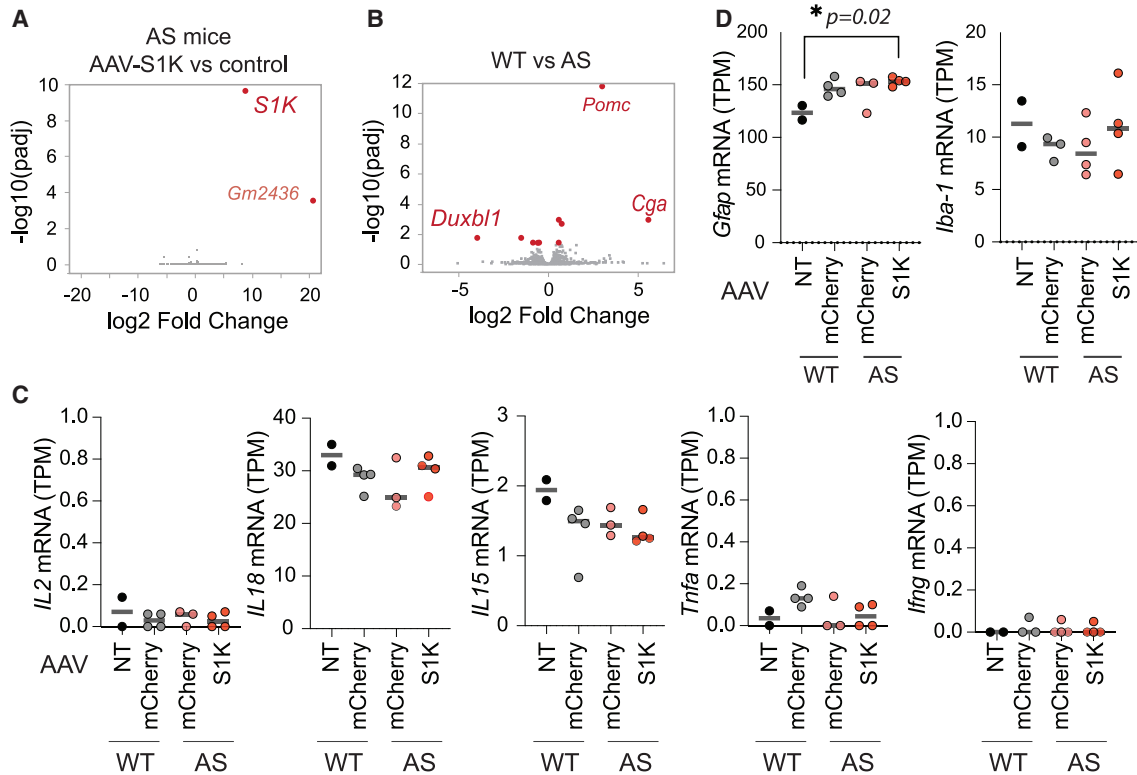 A
AS mice
AAV-S1K vs control
-log10(padj)
10
8
6
4
2
0
S1K
Gm2436
-20
-10
0
10
20
log2 Fold Change
B
WT vs AS
-log10(padj)
12
10
8
6
4
2
0
Pomc
Duxbl1
Cga
-5
0
5
log2 Fold Change
D
* p=0.02
Gfap mRNA (TPM)
200
150
100
50
0
AAV
NT
mCherry
mCherry
S1K
WT
AS
Iba-1 mRNA (TPM)
20
15
10
5
0
NT
mCherry
mCherry
S1K
WT
AS
C
IL2 mRNA (TPM)
1.0
0.8
0.6
0.4
0.2
0.0
AAV
NT
mCherry
mCherry
S1K
WT
AS
IL18 mRNA (TPM)
40
30
20
10
0
NT
mCherry
mCherry
S1K
WT
AS
IL15 mRNA (TPM)
3
2
1
0
NT
mCherry
mCherry
S1K
WT
AS
Tnfa mRNA (TPM)
1.0
0.8
0.6
0.4
0.2
0.0
NT
mCherry
mCherry
S1K
WT
AS
Ifng mRNA (TPM)
1.0
0.8
0.6
0.4
0.2
0.0
NT
mCherry
mCherry
S1K
WT
AS